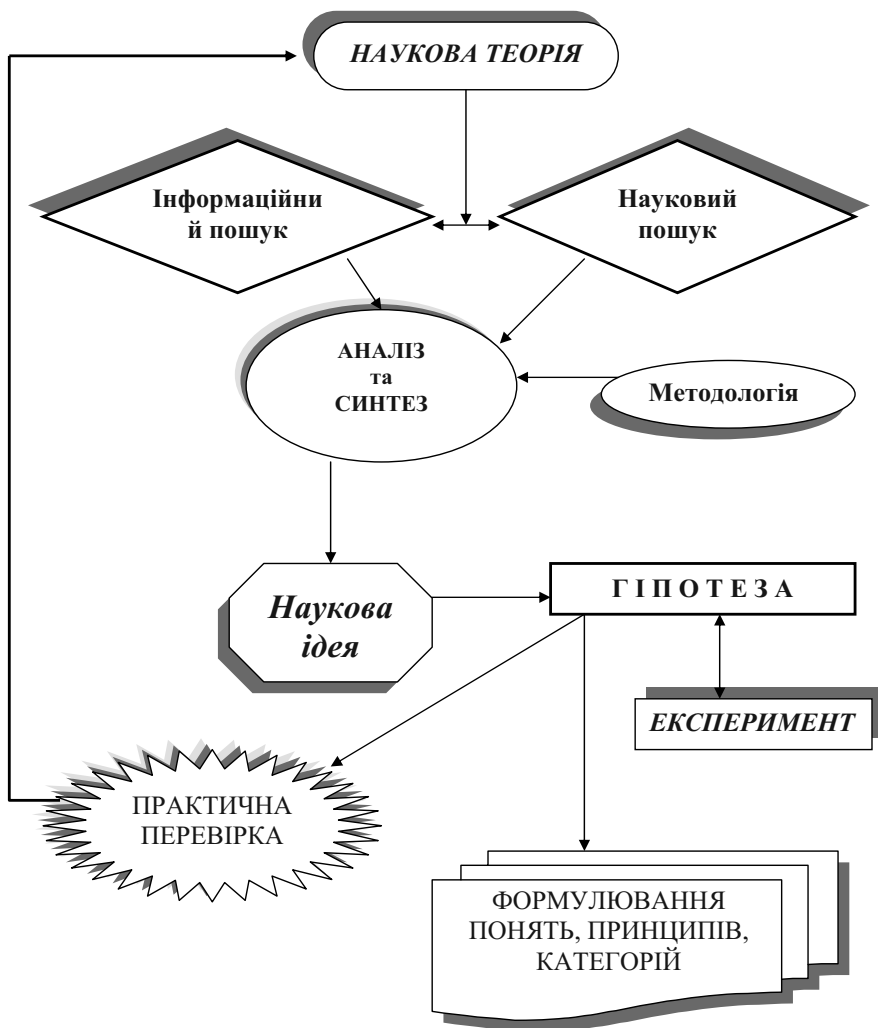 НАУКОВА ТЕОРІЯ
Інформаційни
й пошук
Науковий
пошук
АНАЛІЗ
та
СИНТЕЗ
Методологія
Наукова
ідея
Г І П О Т Е З А
ЕКСПЕРИМЕНТ
ПРАКТИЧНА
ПЕРЕВІРКА
ФОРМУЛЮВАННЯ
ПОНЯТЬ, ПРИНЦИПІВ,
КАТЕГОРІЙ